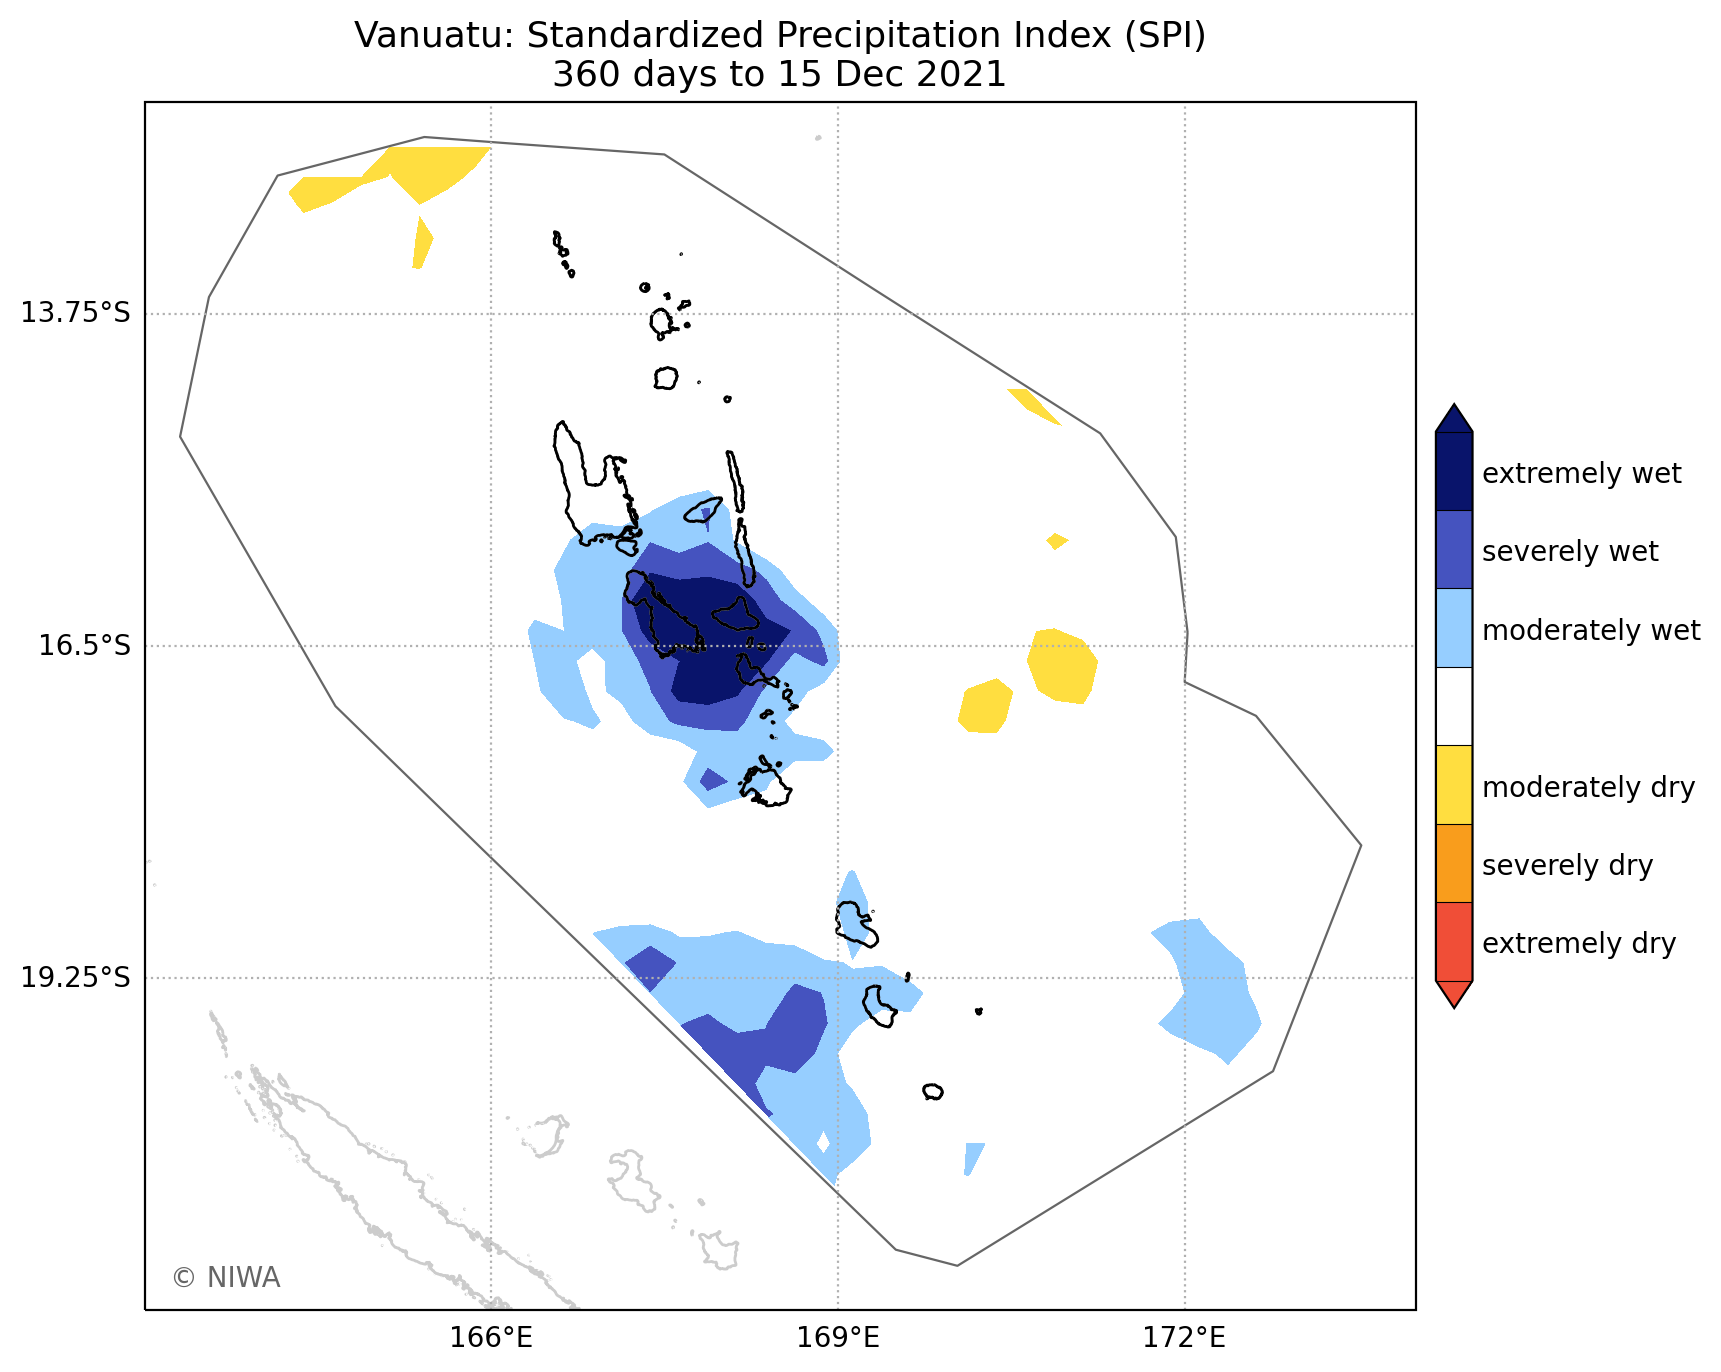 Vanuatu: Standardized Precipitation Index (SPI)
360 days to 15 Dec 2021
13.75°S
16.5°S
19.25°S
166°E
169°E
172°E
extremely wet
severely wet
moderately wet
moderately dry
severely dry
extremely dry
© NIWA